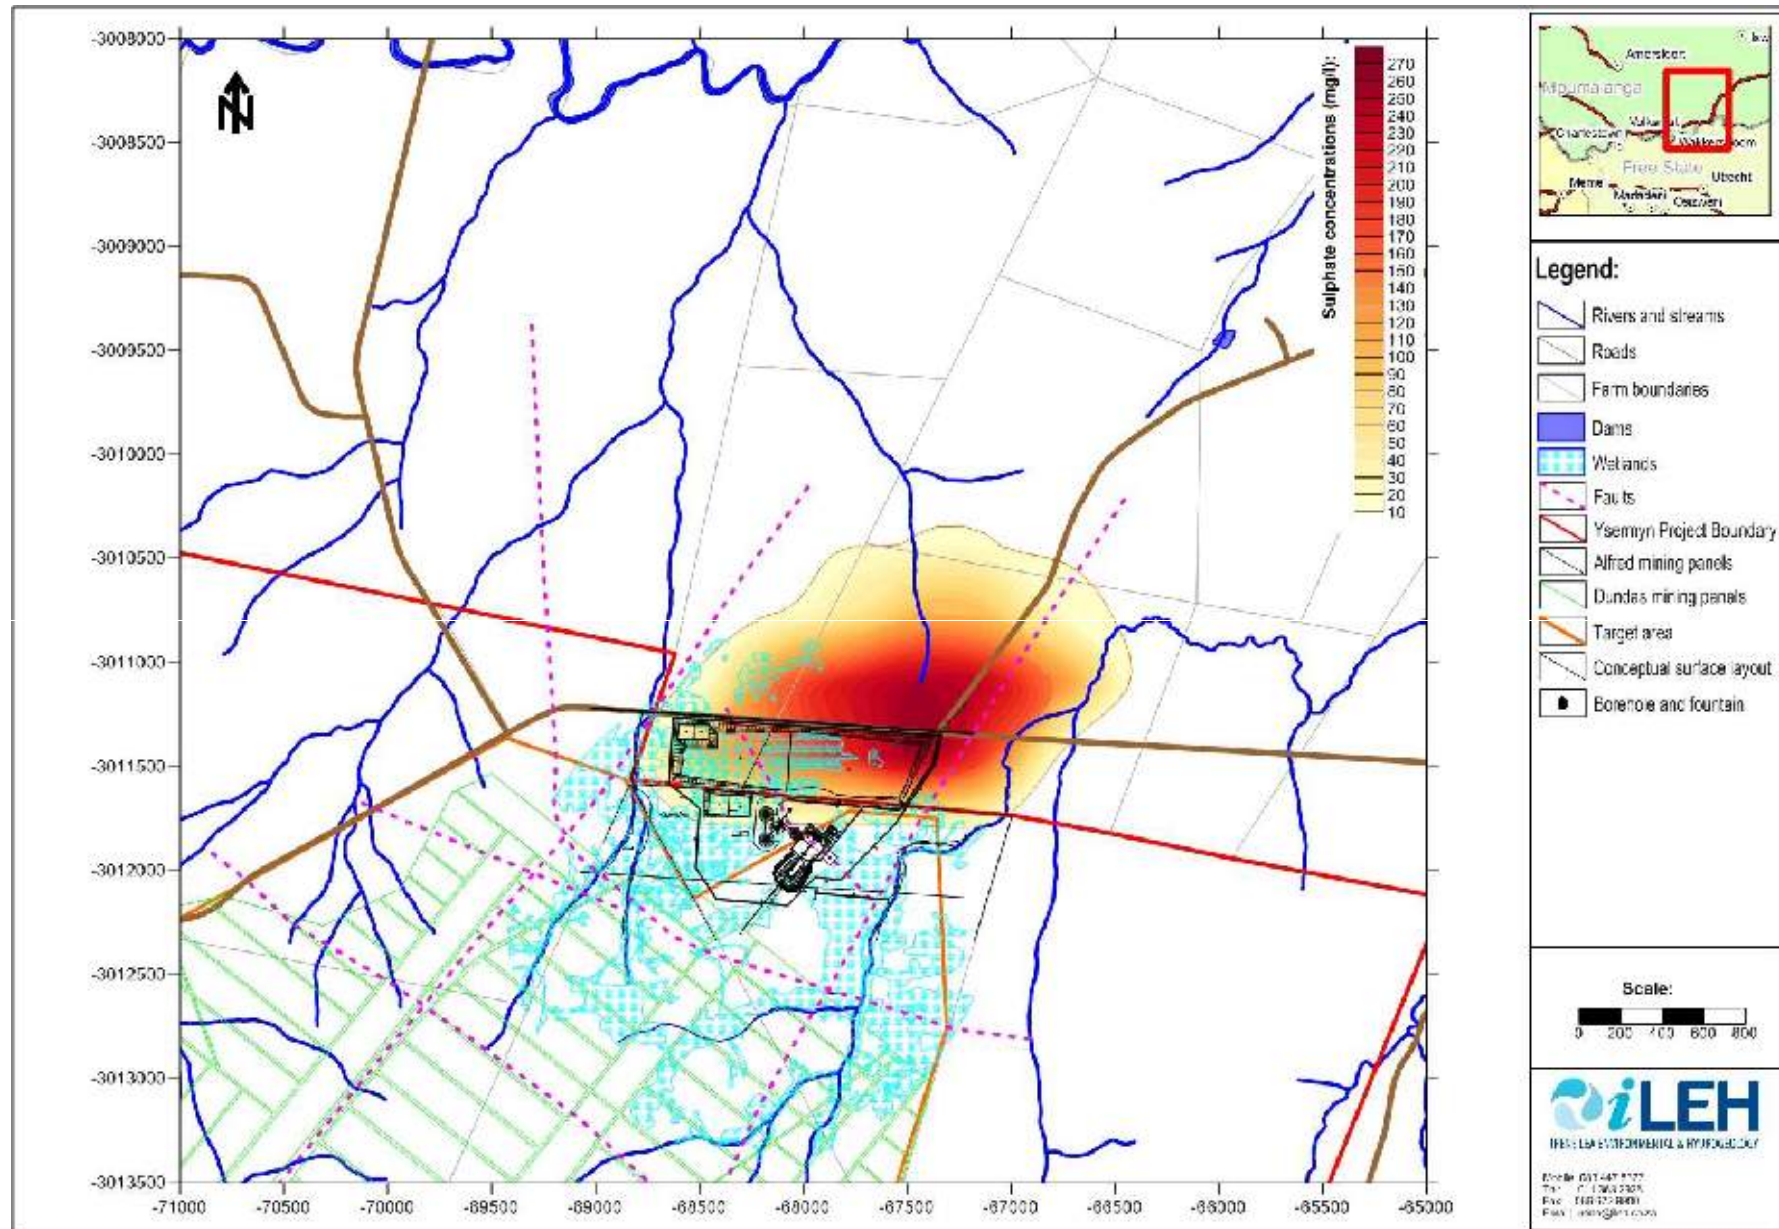 -3008000
-3008500
-3009000
-3009500
-3010000
-3010500
-3011000
-3011500
-3012000
-3012500
-3013000
-3013500
-71000
-70500
-70000
-69500
-69000
-68500
-68000
-67500
-67000
-66500
-66000
-65500
-65000
N
Sulphate concentrations (mg/l):
270
260
250
240
230
220
210
200
190
180
170
160
150
140
130
120
110
100
90
80
70
60
50
40
30
20
10
Amersfoort
Mpumalanga
Charlestown
Wakkerstroom
Free State
Utrecht
Legend:
Rivers and streams
Roads
Farm boundaries
Dams
Wetlands
Faults
Ysermyn Project Boundary
Alfred mining panels
Dundas mining panels
Target area
Conceptual surface layout
Borehole and fountain
Scale:
0 200 400 600 800
iLEH
IRENE LEA ENVIRONMENTAL & HYDROGEOLOGY